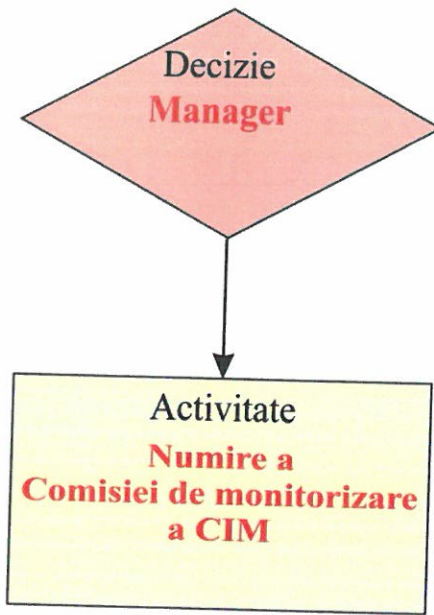 Decizie
Manager
Activitate
Numire a
Comisiei de monitorizare
a CIM